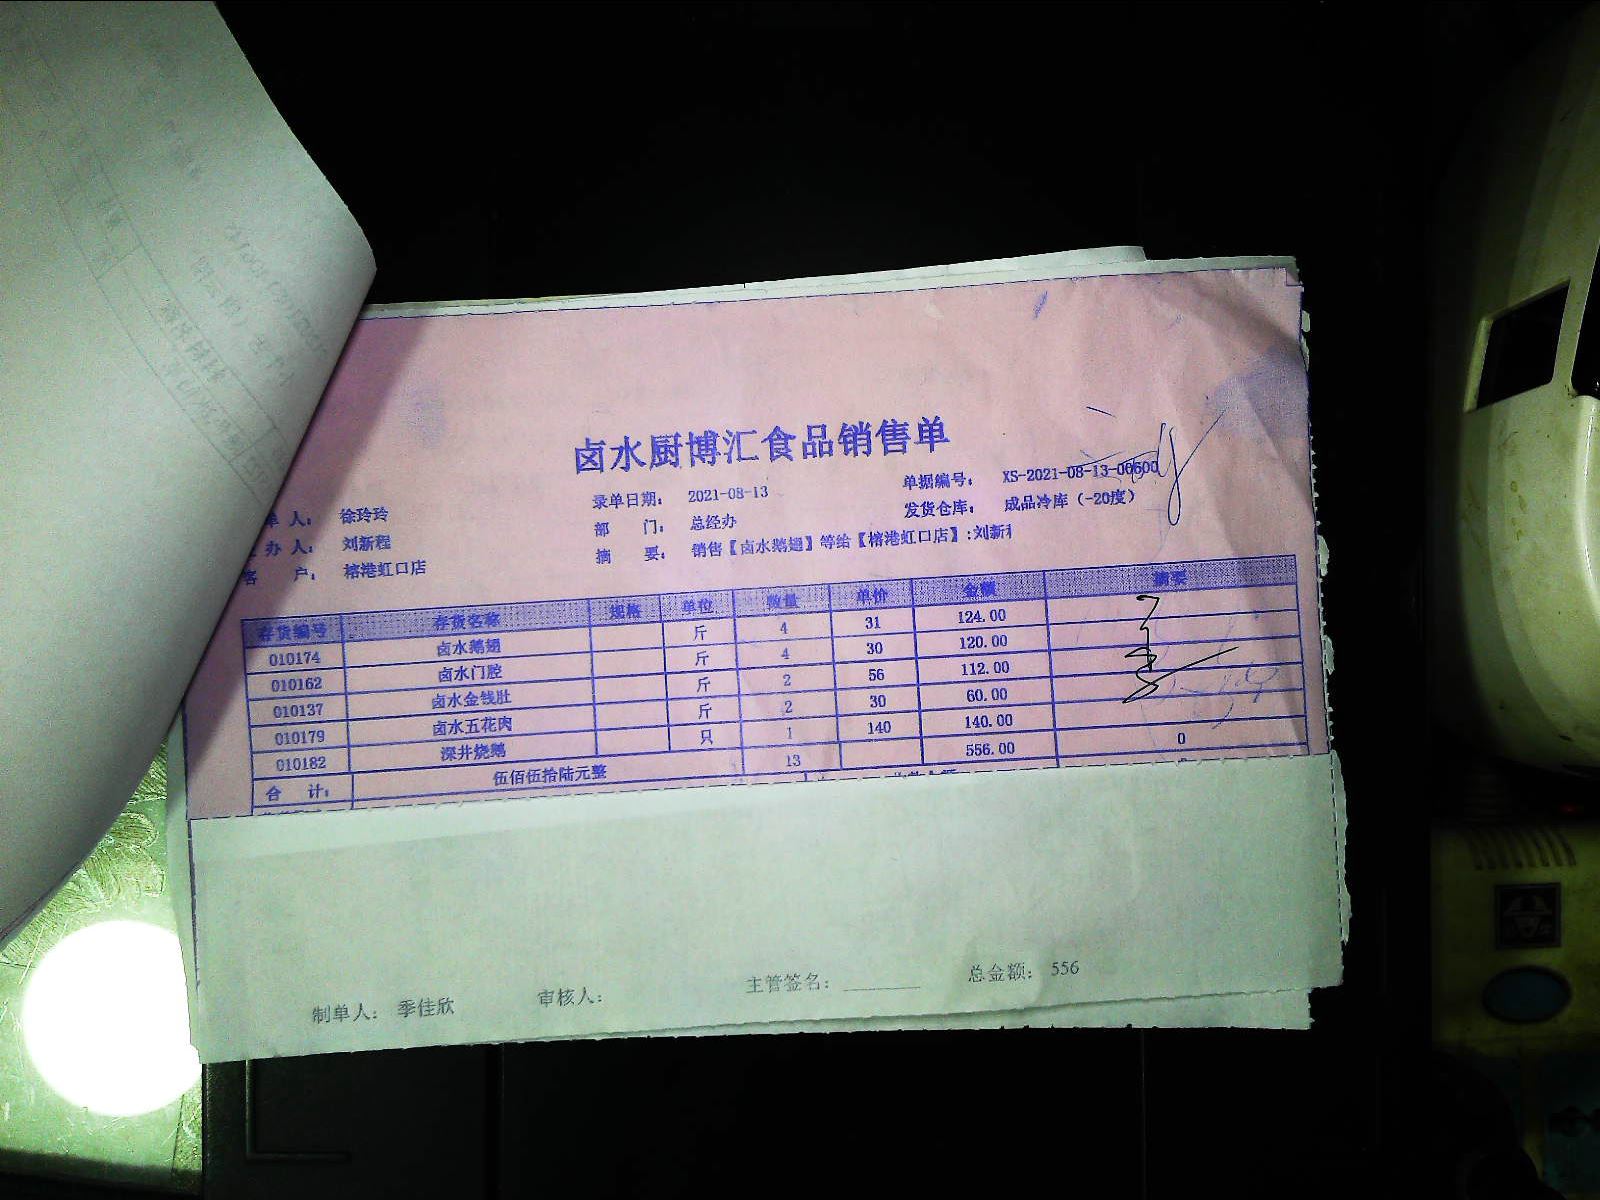 卤水厨博汇食品销售单
单人： 徐玲玲 录单日期： 2021-08-13 单据编号： XS-2021-08-13-00600
办人： 刘新程 部 门： 总经办 发货仓库： 成品冷库（-20度）
客 户： 榕港虹口店 摘 要： 销售【卤水鹅翅】等给【榕港虹口店】:刘新
存货编号 存货名称 规格 单位 数量 单价 金额 摘要
010174 卤水鹅翅 斤 4 31 124.00
010162 卤水门腔 斤 4 30 120.00
010137 卤水金钱肚 斤 2 56 112.00
010179 卤水五花肉 斤 2 30 60.00
010182 深井烧鹅 只 1 140 140.00
合 计： 伍佰伍拾陆元整 13 556.00 0
制单人： 季佳欣 审核人： 主管签名： 总金额： 556